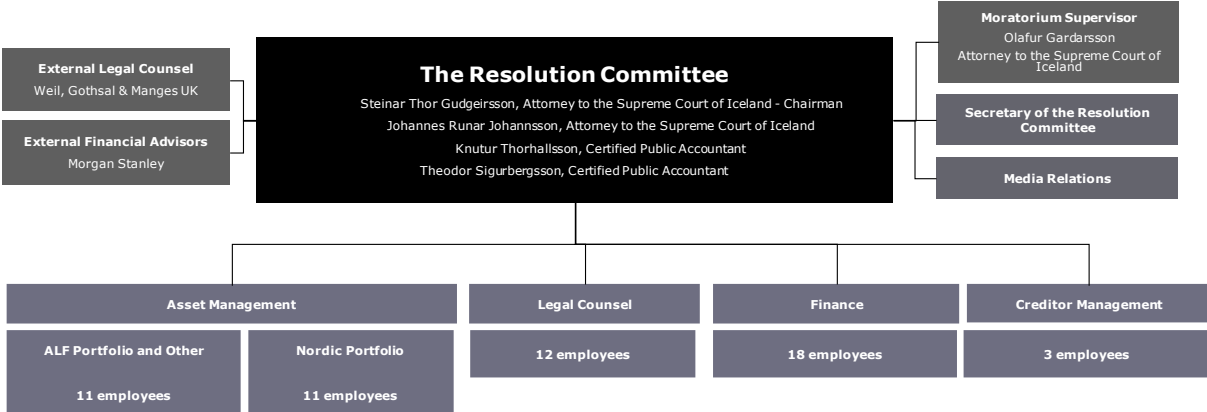 External Legal Counsel
Weil, Gothsal & Manges UK
External Financial Advisors
Morgan Stanley
The Resolution Committee
Steinar Thor Gudgeirsson, Attorney to the Supreme Court of Iceland - Chairman
Johannes Runar Johannsson, Attorney to the Supreme Court of Iceland
Knutur Thorhallsson, Certified Public Accountant
Theodor Sigurbergsson, Certified Public Accountant
Moratorium Supervisor
Olafur Gardarsson
Attorney to the Supreme Court of
Iceland
Secretary of the Resolution
Committee
Media Relations
Asset Management
ALF Portfolio and Other
11 employees
Nordic Portfolio
11 employees
Legal Counsel
12 employees
Finance
18 employees
Creditor Management
3 employees